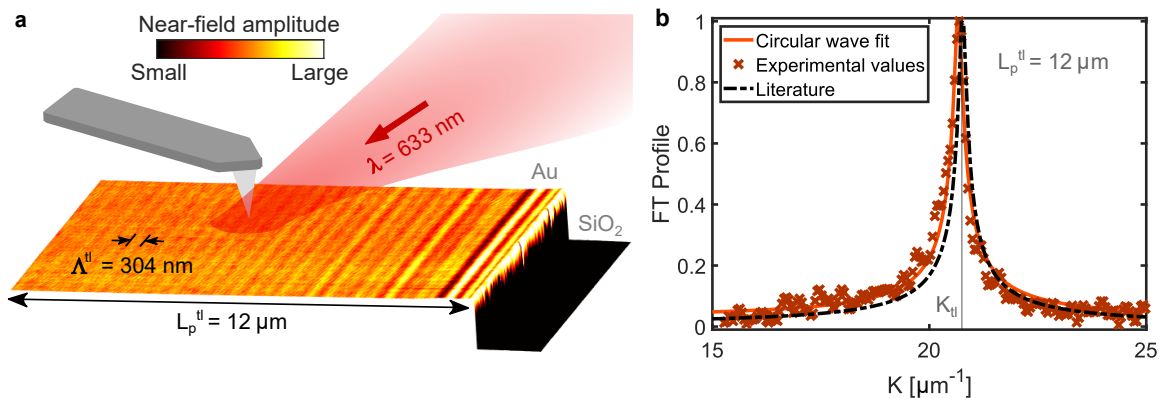 a
Near-field amplitude
Small Large
λ = 633 nm
Au
SiO₂
Λᵗˡ = 304 nm
Lₚᵗˡ = 12 µm
b
Circular wave fit
Experimental values
Literature
Lₚᵗˡ = 12 µm
FT Profile
1
0.8
0.6
0.4
0.2
0
Kₜₗ
15 20 25
K [µm⁻¹]